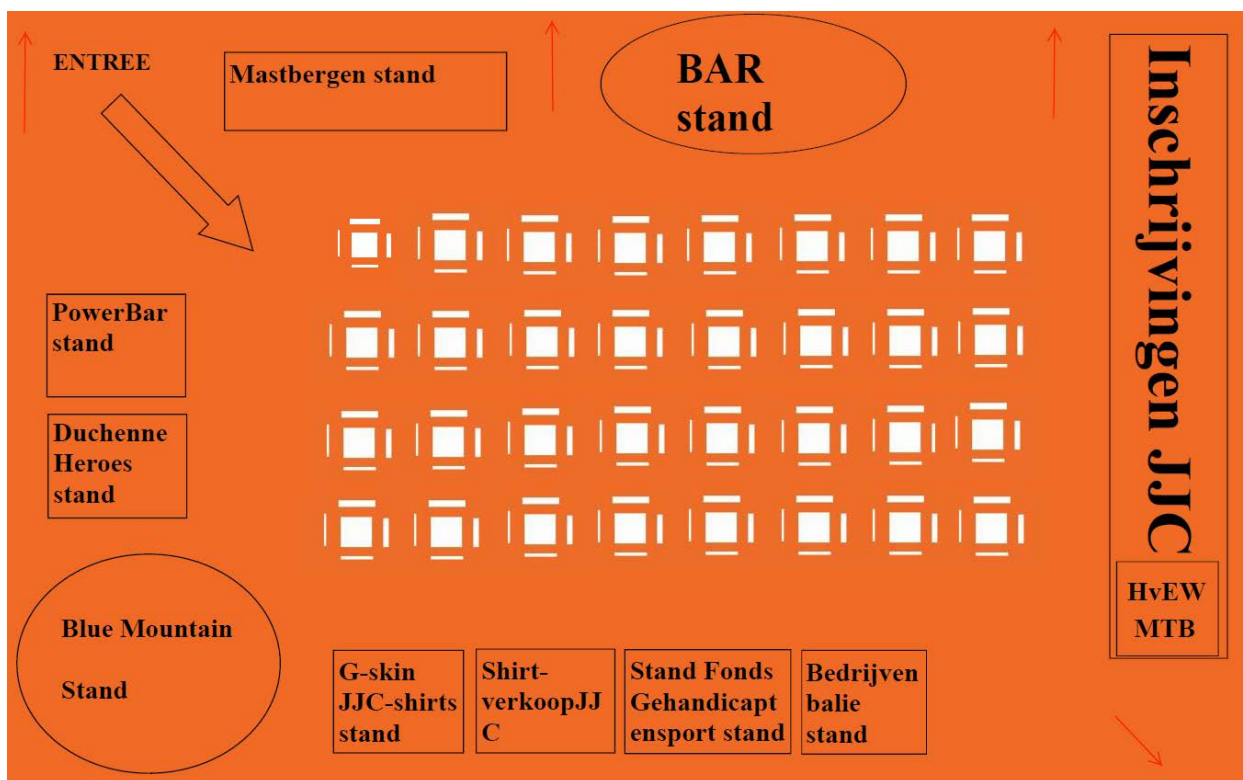 ENTREE
Mastbergen stand
BAR
stand
Inschrijvingen JJC
PowerBar
stand
Duchenne
Heroes
stand
Blue Mountain
Stand
G-skin
JJC-shirts
stand
Shirt-
verkoopJJ
C
Stand Fonds
Gehandicapt
ensport stand
Bedrijven
balie
stand
HvEW
MTB